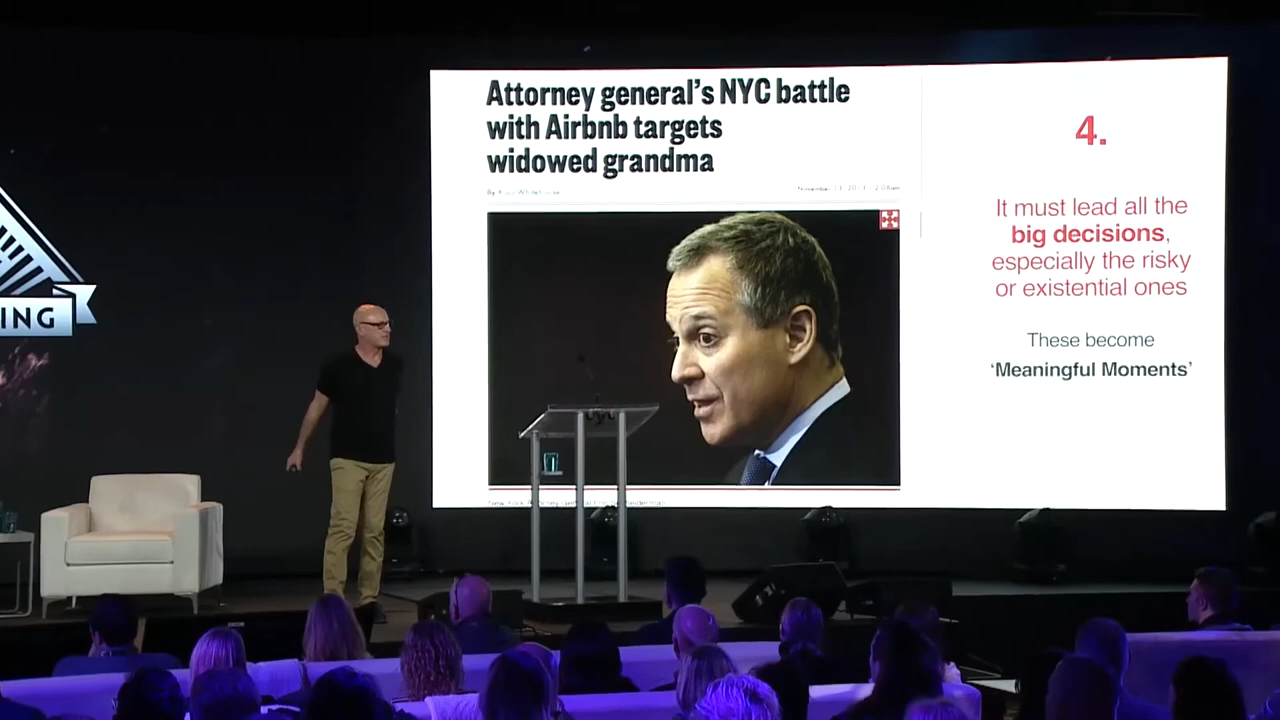 Attorney general's NYC battle
with Airbnb targets
widowed grandma
By
4.
It must lead all the
big decisions,
especially the risky
or existential ones
These become
'Meaningful Moments'
ING